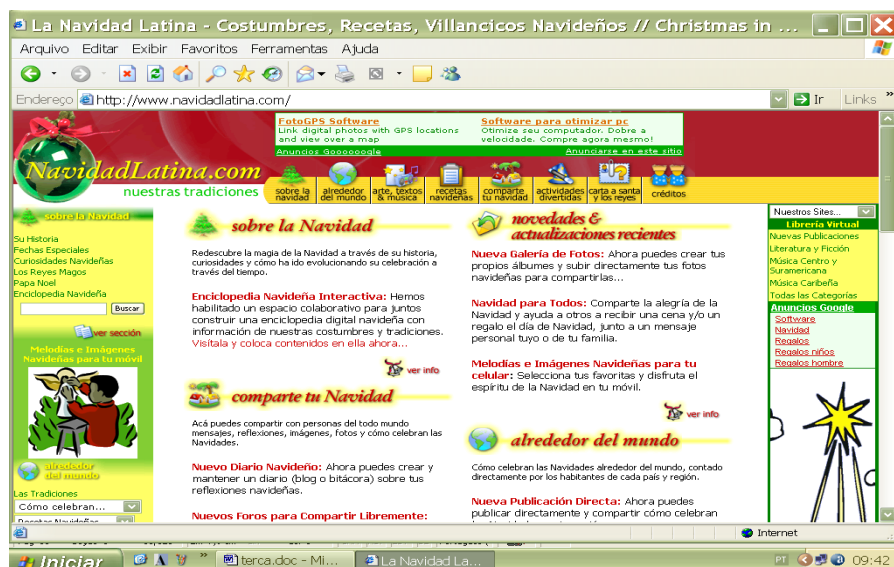 La Navidad Latina - Costumbres, Recetas, Villancicos Navideños // Christmas in ...
Arquivo Editar Exibir Favoritos Ferramentas Ajuda
Endereço http://www.navidadlatina.com/ Ir Links »
FotoGPS Software
Link digital photos with GPS locations
and view over a map
Software para otimizar pc
Otimize seu computador. Dobre a
velocidade. Compre agora mesmo!
Anuncios Goooooogle
Anunciarse en este sitio
NavidadLatina.com
nuestras tradiciones
sobre la
navidad
alrededor
del mundo
arte, textos
& música
recetas
navideñas
comparte
tu navidad
actividades
divertidas
carta a santa
y los reyes
créditos
sobre la Navidad
Su Historia
Fechas Especiales
Curiosidades Navideñas
Los Reyes Magos
Papa Noel
Enciclopedia Navideña
Buscar
ver sección
Melodías e Imágenes
Navideñas para tu móvil
alrededor
del mundo
Las Tradiciones
Cómo celebran...
Recetas Navideñas
sobre la Navidad
Redescubre la magia de la Navidad a través de su historia,
curiosidades y cómo ha ido evolucionando su celebración a
través del tiempo.
Enciclopedia Navideña Interactiva: Hemos
habilitado un espacio colaborativo para juntos
construir una enciclopedia digital navideña con
información de nuestras costumbres y tradiciones.
Visítala y coloca contenidos en ella ahora...
ver info
comparte tu Navidad
Acá puedes compartir con personas del todo mundo
mensajes, reflexiones, imágenes, fotos y cómo celebran las
Navidades.
Nuevo Diario Navideño: Ahora puedes crear y
mantener un diario (blog o bitácora) sobre tus
reflexiones navideñas.
Nuevos Foros para Compartir Libremente:
novedades &
actualizaciones recientes
Nueva Galería de Fotos: Ahora puedes crear tus
propios álbumes y subir directamente tus fotos
navideñas para compartirlas...
Navidad para Todos: Comparte la alegría de la
Navidad y ayuda a otros a recibir una cena y/o un
regalo el día de Navidad, junto a un mensaje
personal tuyo o de tu familia.
Melodías e Imágenes Navideñas para tu
celular: Selecciona tus favoritas y disfruta el
espíritu de la Navidad en tu móvil.
ver info
alrededor del mundo
Cómo celebran las Navidades alrededor del mundo, contado
directamente por los habitantes de cada país y región.
Nueva Publicación Directa: Ahora puedes
publicar directamente y compartir cómo celebran
Nuestros Sites...
Librería Virtual
Nuevas Publicaciones
Literatura y Ficción
Música Centro y
Suramericana
Música Caribeña
Todas las Categorías
Anuncios Google
Software
Navidad
Regalos
Regalos niños
Regalos hombre
Internet
Iniciar » terca.doc - Mi... La Navidad La... PT 09:42